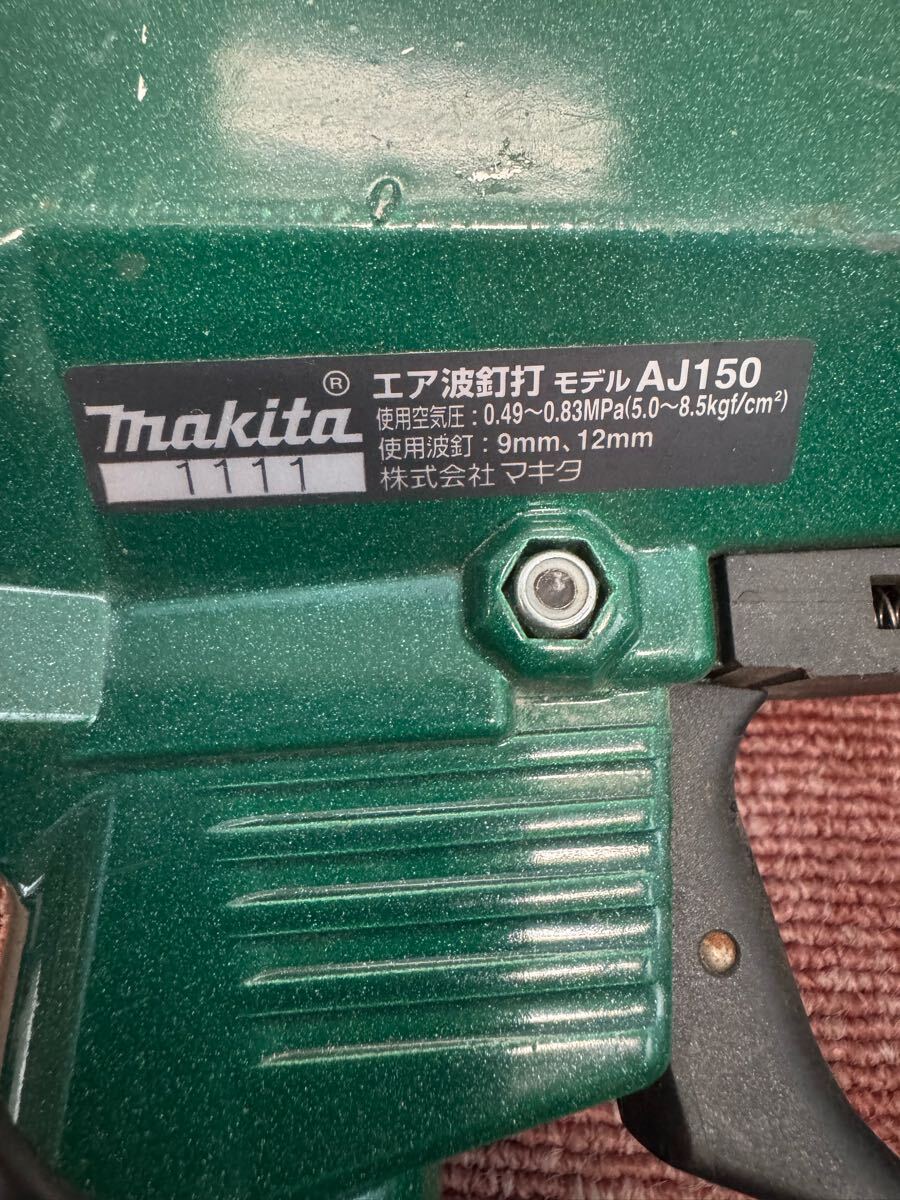 makita®
1111
エア波釘打 モデル AJ150
使用空気圧:0.49〜0.83MPa(5.0〜8.5kgf/cm²)
使用波釘:9mm、12mm
株式会社マキタ